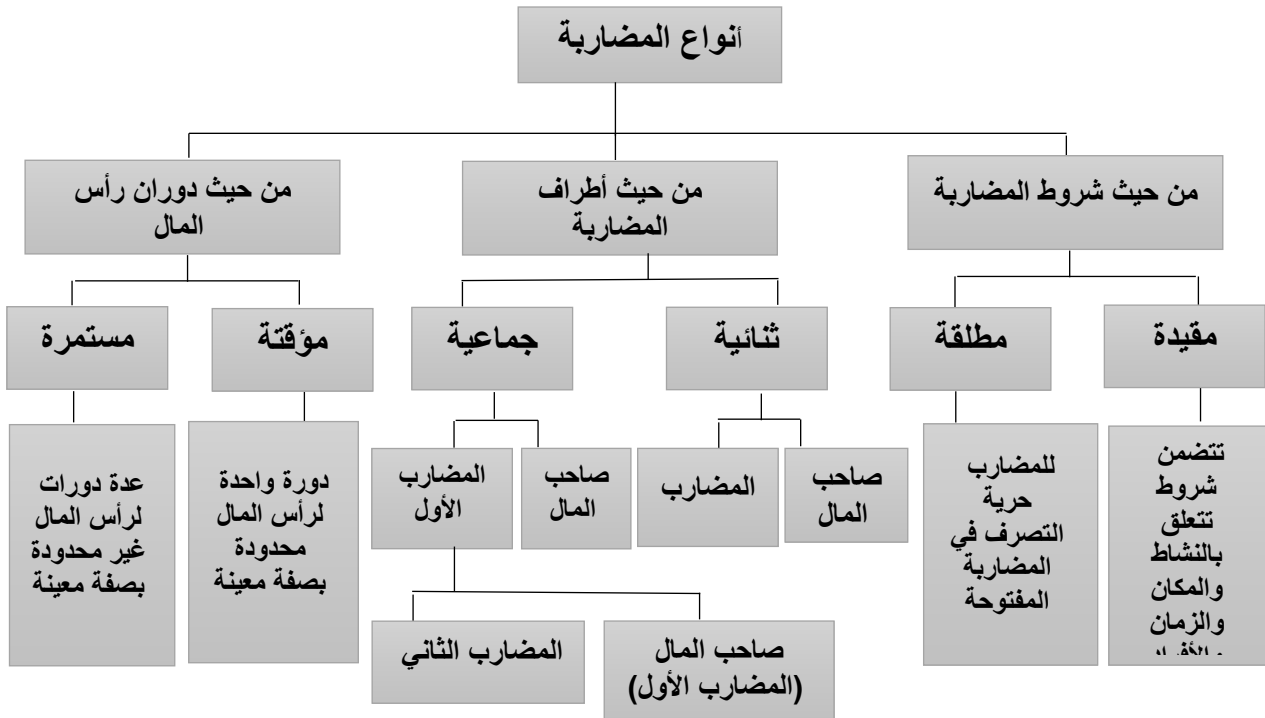 أنواع المضاربة
من حيث شروط المضاربة
من حيث أطراف
المضاربة
من حيث دوران رأس
المال
مقيدة
مطلقة
ثنائية
جماعية
مؤقتة
مستمرة
تتضمن
شروط
تتعلق
بالنشاط
والمكان
والزمان
للمضارب
حرية
التصرف في
المضاربة
المفتوحة
صاحب
المال
المضارب
صاحب
المال
المضارب
الأول
دورة واحدة
لرأس المال
محدودة
بصفة معينة
عدة دورات
لرأس المال
غير محدودة
بصفة معينة
صاحب المال
(المضارب الأول)
المضارب الثاني